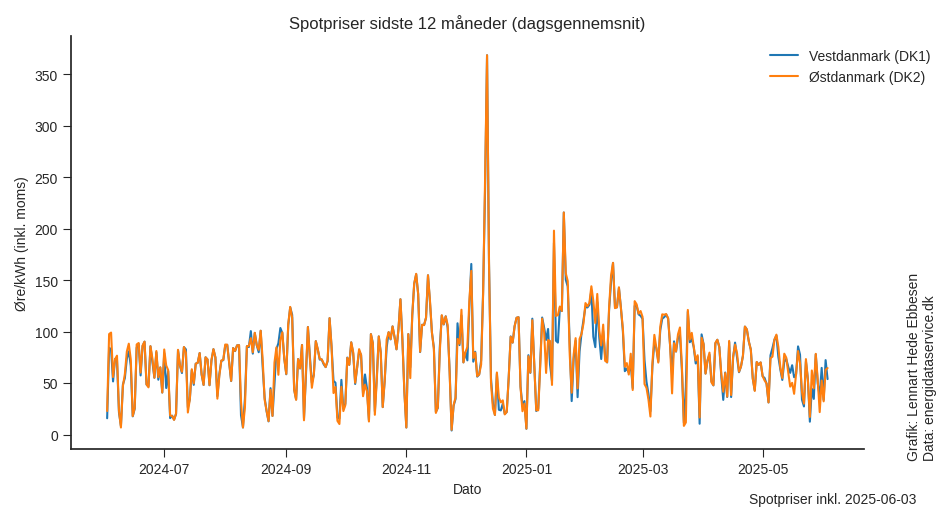 Spotpriser sidste 12 måneder (dagsgennemsnit)
Vestdanmark (DK1)
Østdanmark (DK2)
Øre/kWh (inkl. moms)
350
300
250
200
150
100
50
0
2024-07
2024-09
2024-11
2025-01
2025-03
2025-05
Dato
Spotpriser inkl. 2025-06-03
Grafik: Lennart Hede Ebbesen
Data: energidataservice.dk